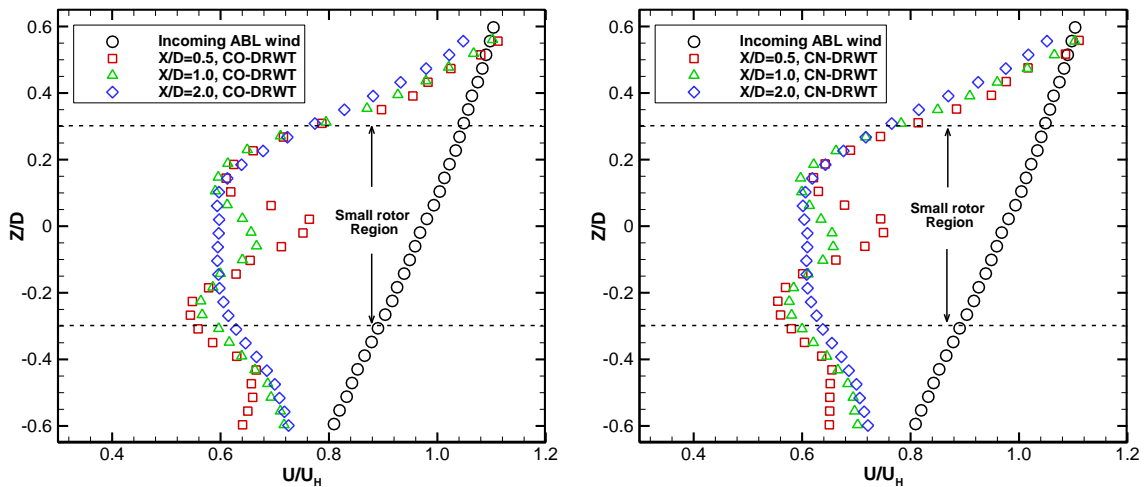 0.6
0.4
0.2
0
-0.2
-0.4
-0.6
Z/D
Incoming ABL wind
X/D=0.5, CO-DRWT
X/D=1.0, CO-DRWT
X/D=2.0, CO-DRWT
Small rotor
Region
0.4
0.6
0.8
1.0
1.2
U/UH
0.6
0.4
0.2
0
-0.2
-0.4
-0.6
Z/D
Incoming ABL wind
X/D=0.5, CN-DRWT
X/D=1.0, CN-DRWT
X/D=2.0, CN-DRWT
Small rotor
Region
0.4
0.6
0.8
1.0
1.2
U/UH